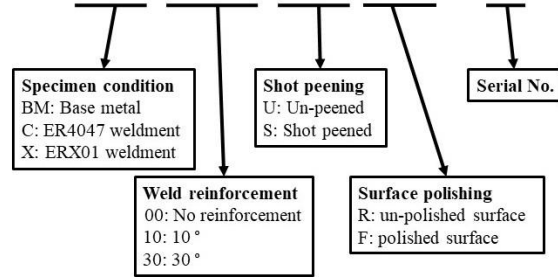 Specimen condition
BM: Base metal
C: ER4047 weldment
X: ERX01 weldment
Shot peening
U: Un-peened
S: Shot peened
Serial No.
Weld reinforcement
00: No reinforcement
10: 10°
30: 30°
Surface polishing
R: un-polished surface
F: polished surface